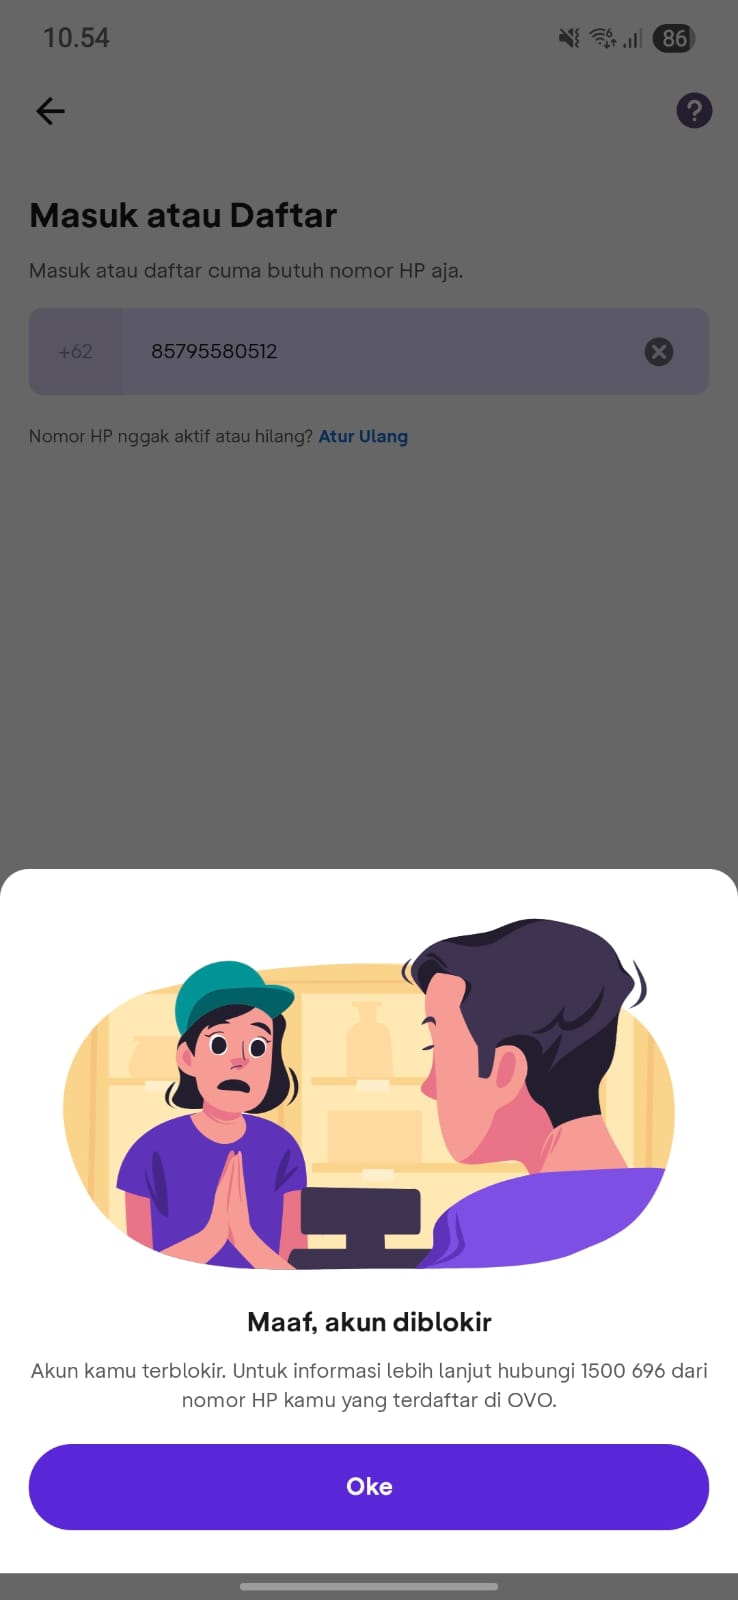 10.54
6
86
?
Masuk atau Daftar
Masuk atau daftar cuma butuh nomor HP aja.
+62 85795580512
Nomor HP nggak aktif atau hilang? Atur Ulang
Maaf, akun diblokir
Akun kamu terblokir. Untuk informasi lebih lanjut hubungi 1500 696 dari
nomor HP kamu yang terdaftar di OVO.
Oke